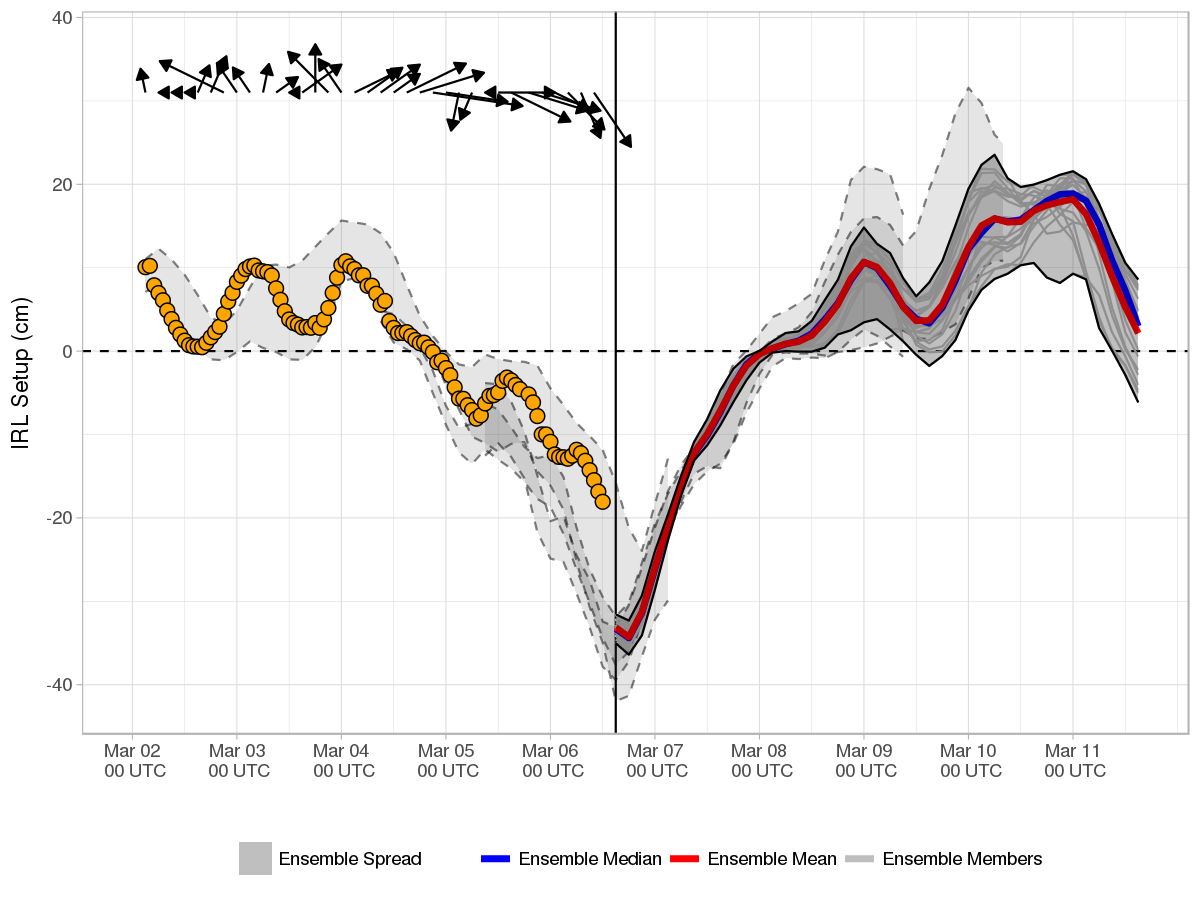 IRL Setup (cm)
40
20
0
-20
-40
Mar 02 Mar 03 Mar 04 Mar 05 Mar 06 Mar 07 Mar 08 Mar 09 Mar 10 Mar 11
00 UTC 00 UTC 00 UTC 00 UTC 00 UTC 00 UTC 00 UTC 00 UTC 00 UTC 00 UTC
Ensemble Spread Ensemble Median Ensemble Mean Ensemble Members